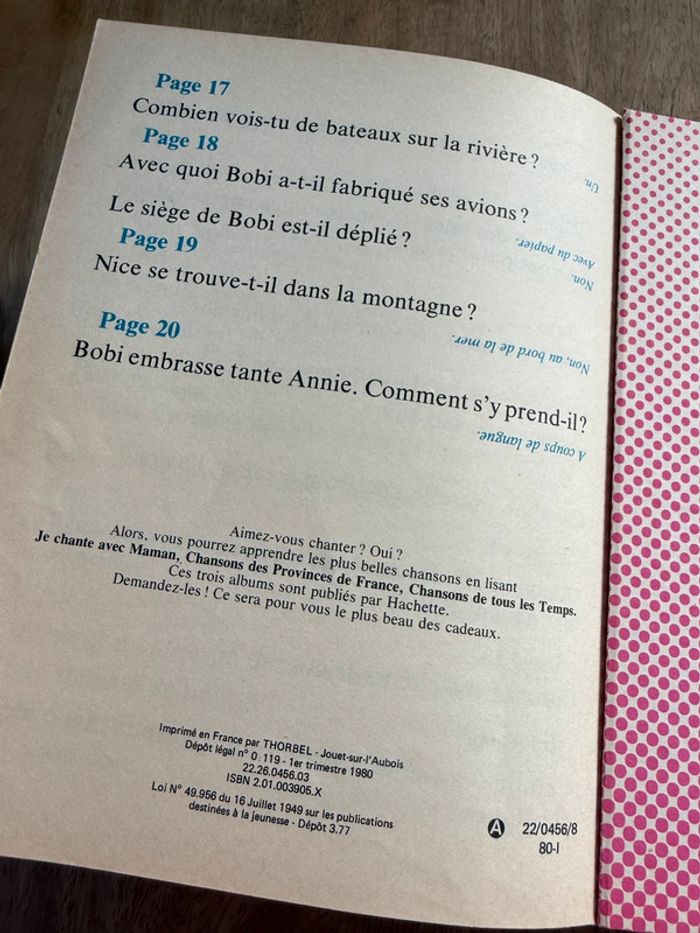 Page 17
Combien vois-tu de bateaux sur la rivière ?
Un.
Page 18
Avec quoi Bobi a-t-il fabriqué ses avions ?
Avec du papier.
Le siège de Bobi est-il déplié ?
Non.
Page 19
Nice se trouve-t-il dans la montagne ?
Non, au bord de la mer.
Page 20
Bobi embrasse tante Annie. Comment s'y prend-il?
A coups de langue.
Aimez-vous chanter ? Oui ?
Alors, vous pourrez apprendre les plus belles chansons en lisant
Je chante avec Maman, Chansons des Provinces de France, Chansons de tous les Temps.
Ces trois albums sont publiés par Hachette.
Demandez-les ! Ce sera pour vous le plus beau des cadeaux.
Imprimé en France par THORBEL - Jouet-sur-l'Aubois
Dépôt légal n° 0.119 - 1er trimestre 1980
22.26.0456.03
ISBN 2.01.003905.X
Loi N° 49.956 du 16 Juillet 1949 sur les publications
destinées à la jeunesse - Dépôt 3.77
A 22/0456/8
80-I